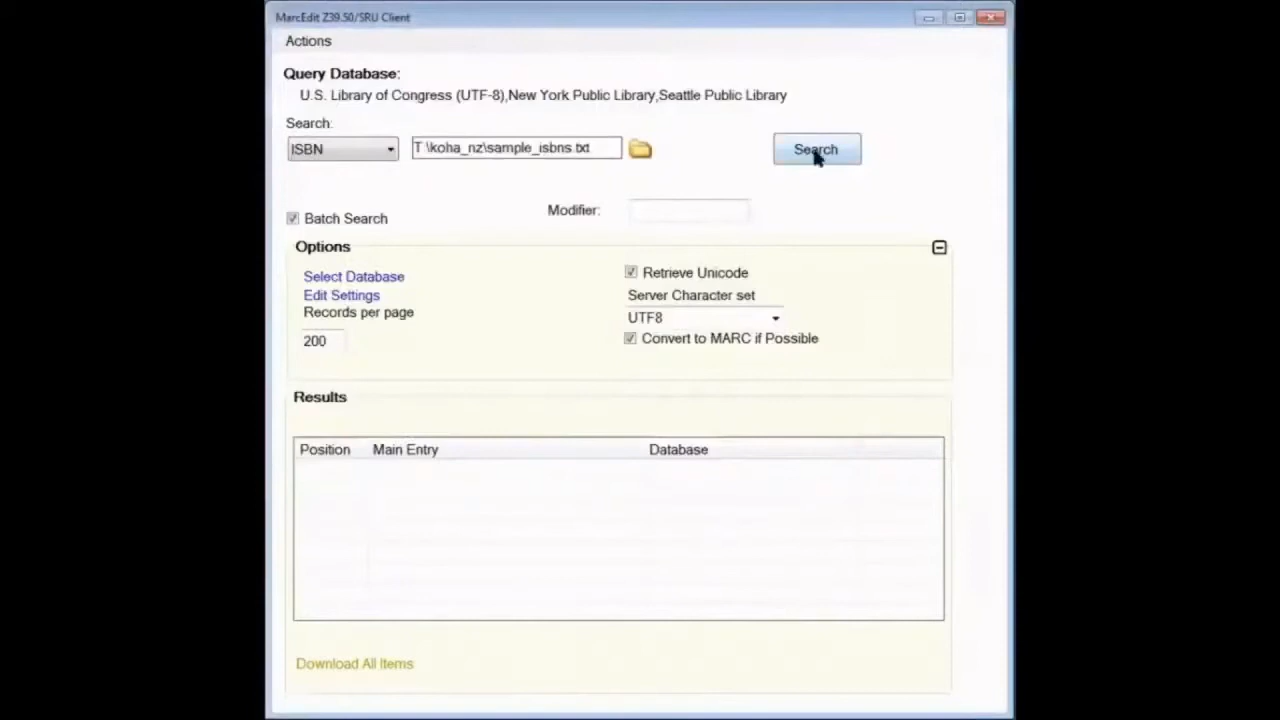 MarcEdit Z39.50/SRU Client
Actions
Query Database:
U.S. Library of Congress (UTF-8),New York Public Library,Seattle Public Library
Search:
ISBN T \koha_nz\sample_isbns.txt Search
Batch Search Modifier:
Options
Select Database Retrieve Unicode
Edit Settings Server Character set
Records per page
200 UTF8
Convert to MARC if Possible
Results
Position Main Entry Database
Download All Items